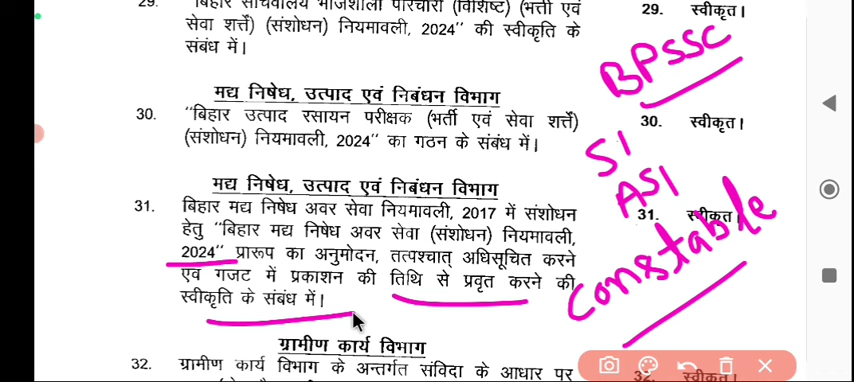 29. "बिहार सचिवालय भोजशाला परिचारी (विशिष्ट) (भर्ती एवं 29. स्वीकृत।
सेवा शर्त्तें) (संशोधन) नियमावली, 2024" की स्वीकृति के
संबंध में।
BPSSC
मद्य निषेध, उत्पाद एवं निबंधन विभाग
30. "बिहार उत्पाद रसायन परीक्षक (भर्ती एवं सेवा शर्त्तें) 30. स्वीकृत।
(संशोधन) नियमावली, 2024" का गठन के संबंध में।
SI
ASI
मद्य निषेध, उत्पाद एवं निबंधन विभाग
31. बिहार मद्य निषेध अवर सेवा नियमावली, 2017 में संशोधन 31. स्वीकृत।
हेतु "बिहार मद्य निषेध अवर सेवा (संशोधन) नियमावली,
2024" प्रारूप का अनुमोदन, तत्पश्चात् अधिसूचित करने
एवं गजट में प्रकाशन की तिथि से प्रवृत करने की
स्वीकृति के संबंध में।
Constable
ग्रामीण कार्य विभाग
32. ग्रामीण कार्य विभाग के अन्तर्गत संविदा के आधार पर 32. स्वीकृत।